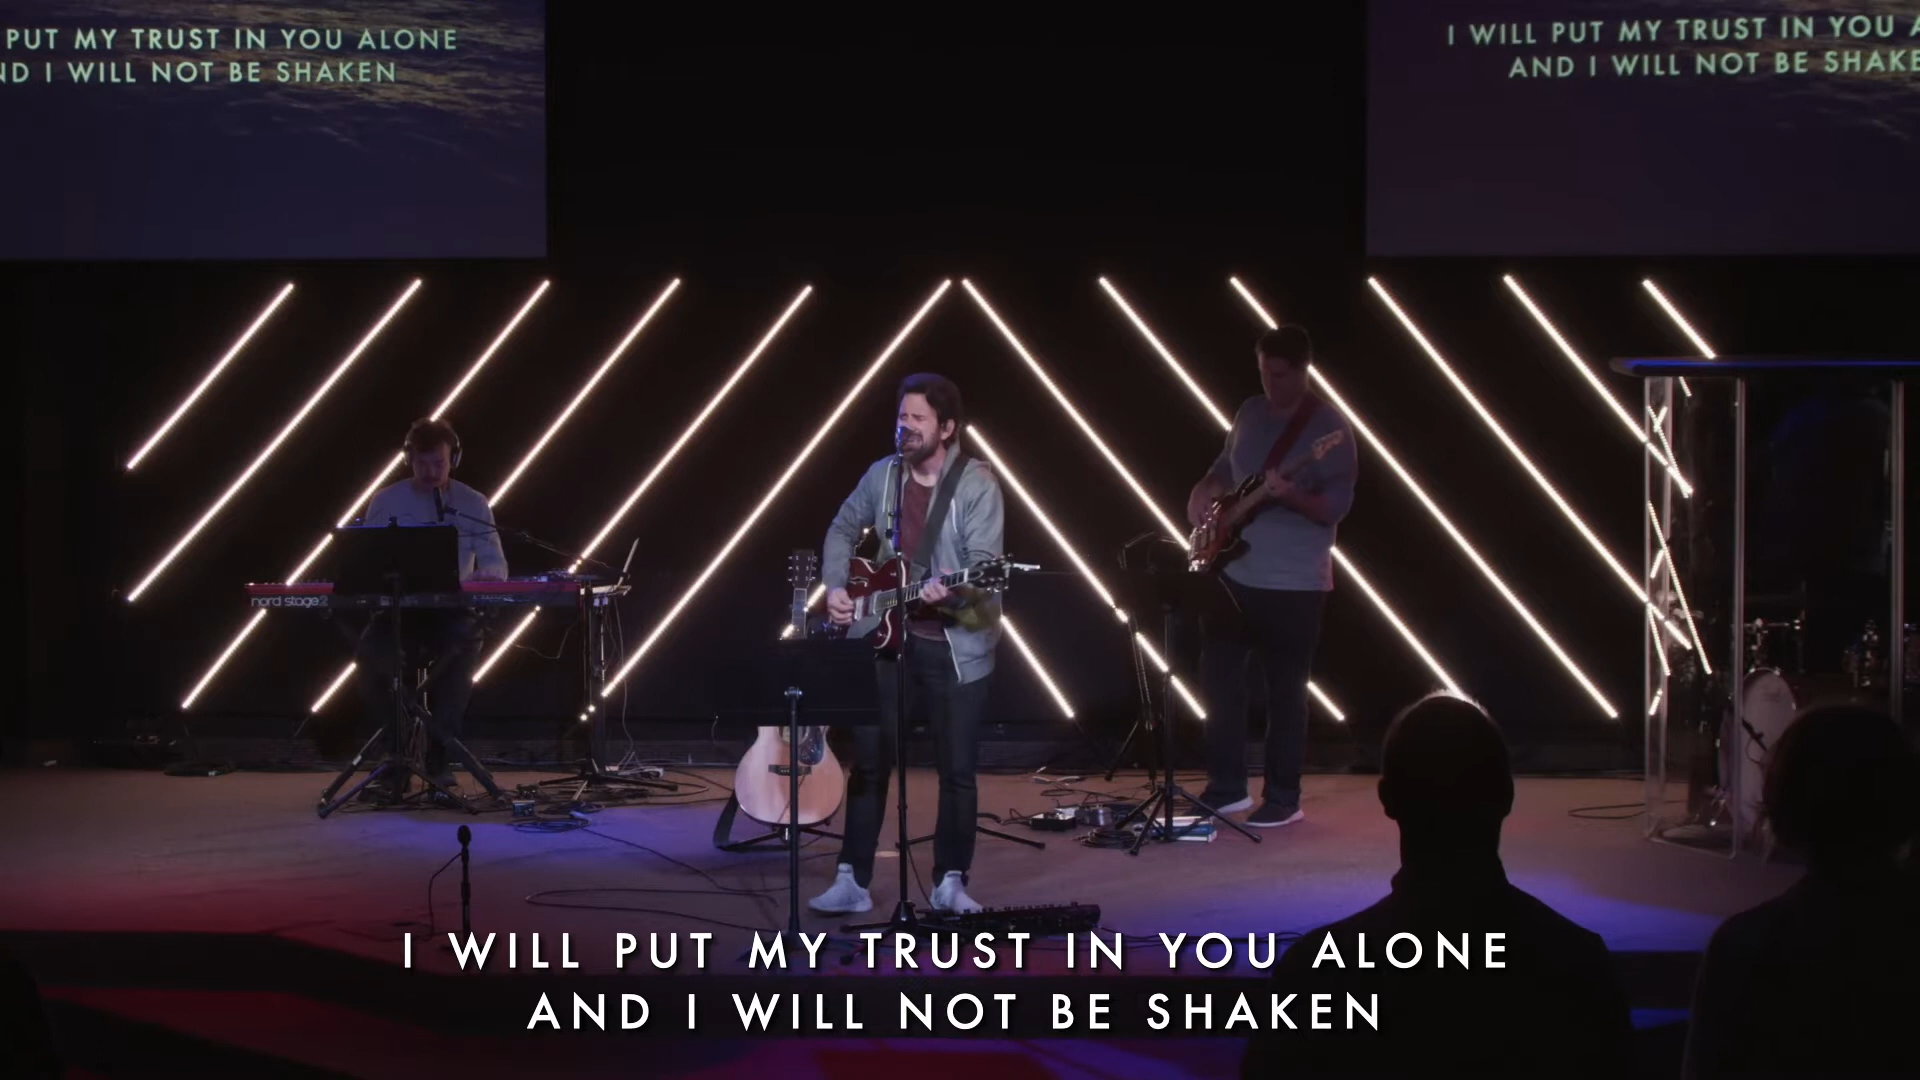 PUT MY TRUST IN YOU ALONE
I WILL NOT BE SHAKEN
I WILL PUT MY TRUST IN YOU
AND I WILL NOT BE
nord stage 2
I WILL PUT MY TRUST IN YOU ALONE
AND I WILL NOT BE SHAKEN